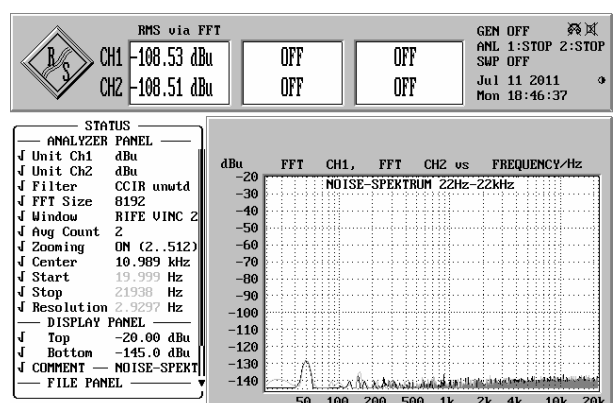 RMS via FFT
R
S
CH1 -108.53 dBu
CH2 -108.51 dBu
OFF OFF
OFF OFF
GEN OFF
ANL 1:STOP 2:STOP
SWP OFF
Jul 11 2011
Mon 18:46:37
STATUS
ANALYZER PANEL
Unit Ch1 dBu
Unit Ch2 dBu
Filter CCIR unwtd
FFT Size 8192
Window RIFE VINC 2
Avg Count 2
Zooming ON (2..512)
Center 10.989 kHz
Start 19.999 Hz
Stop 21938 Hz
Resolution 2.9297 Hz
DISPLAY PANEL
Top -20.00 dBu
Bottom -145.0 dBu
COMMENT — NOISE-SPEKT
FILE PANEL
dBu FFT CH1, FFT CH2 vs FREQUENCY/Hz
NOISE-SPEKTRUM 22Hz-22kHz
-20
-30
-40
-50
-60
-70
-80
-90
-100
-110
-120
-130
-140
50 100 200 500 1k 2k 4k 10k 20k